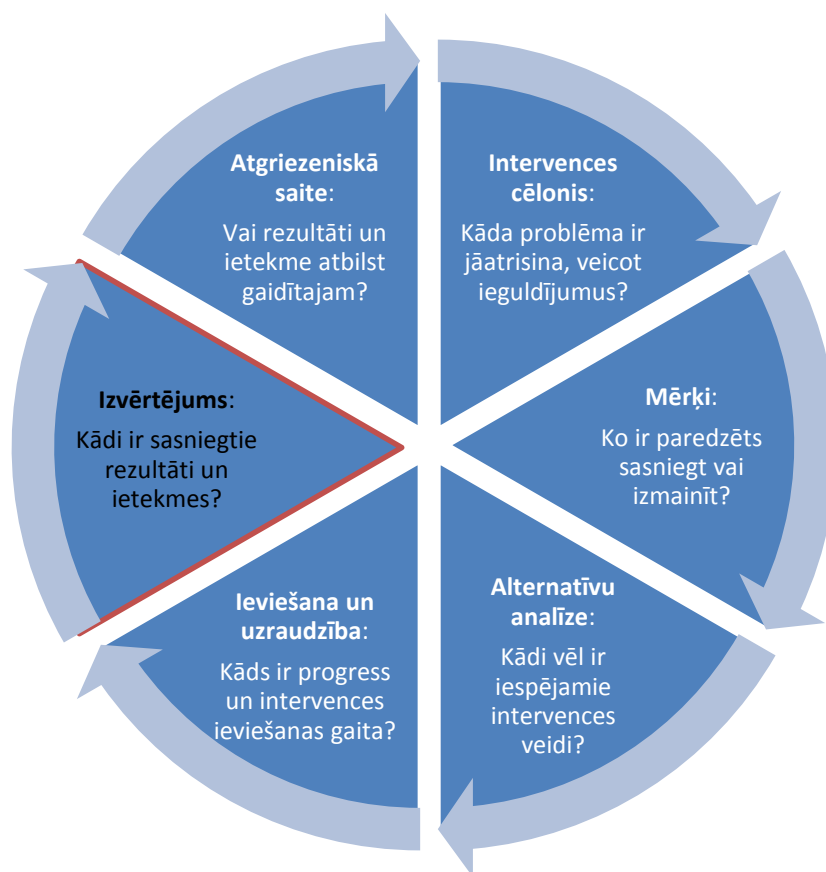 Atgriezeniskā
saite:
Vai rezultāti un
ietekme atbilst
gaidītajam?
Intervences
cēlonis:
Kāda problēma ir
jāatrisina, veicot
ieguldījumus?
Izvērtējums:
Kādi ir sasniegtie
rezultāti un
ietekmes?
Mērķi:
Ko ir paredzēts
sasniegt vai
izmainīt?
Ieviešana un
uzraudzība:
Kāds ir progress
un intervences
ieviešanas gaita?
Alternatīvu
analīze:
Kādi vēl ir
iespējamie
intervences
veidi?